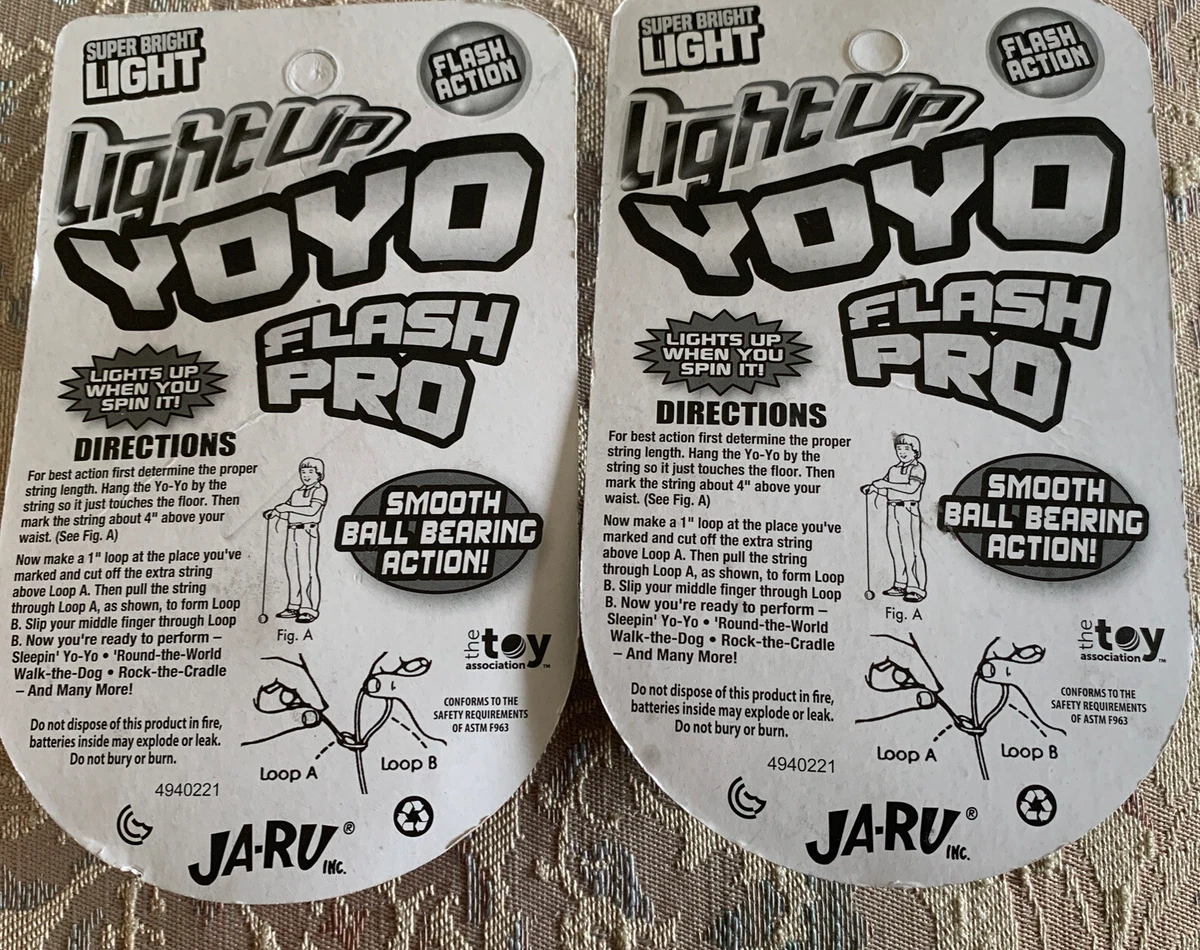 SUPER BRIGHT
LIGHT
FLASH
ACTION
Light Up
YOYO
FLASH
PRO
LIGHTS UP
WHEN YOU
SPIN IT!
DIRECTIONS
For best action first determine the proper
string length. Hang the Yo-Yo by the
string so it just touches the floor. Then
mark the string about 4" above your
waist. (See Fig. A)
Now make a 1" loop at the place you've
marked and cut off the extra string
above Loop A. Then pull the string
through Loop A, as shown, to form Loop
B. Slip your middle finger through Loop
B. Now you're ready to perform –
Sleepin' Yo-Yo • 'Round-the-World
Walk-the-Dog • Rock-the-Cradle
– And Many More!
SMOOTH
BALL BEARING
ACTION!
Fig. A
the toy
association™
CONFORMS TO THE
SAFETY REQUIREMENTS
OF ASTM F963
Do not dispose of this product in fire,
batteries inside may explode or leak.
Do not bury or burn.
Loop A
Loop B
4940221
JA-RU® INC.
SUPER BRIGHT
LIGHT
FLASH
ACTION
Light Up
YOYO
FLASH
PRO
LIGHTS UP
WHEN YOU
SPIN IT!
DIRECTIONS
For best action first determine the proper
string length. Hang the Yo-Yo by the
string so it just touches the floor. Then
mark the string about 4" above your
waist. (See Fig. A)
Now make a 1" loop at the place you've
marked and cut off the extra string
above Loop A. Then pull the string
through Loop A, as shown, to form Loop
B. Slip your middle finger through Loop
B. Now you're ready to perform –
Sleepin' Yo-Yo • 'Round-the-World
Walk-the-Dog • Rock-the-Cradle
– And Many More!
SMOOTH
BALL BEARING
ACTION!
Fig. A
the toy
association™
CONFORMS TO THE
SAFETY REQUIREMENTS
OF ASTM F963
Do not dispose of this product in fire,
batteries inside may explode or leak.
Do not bury or burn.
Loop A
Loop B
4940221
JA-RU® INC.